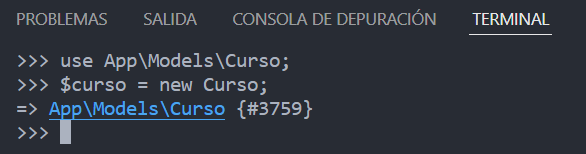 PROBLEMAS SALIDA CONSOLA DE DEPURACIÓN TERMINAL
>>> use App\Models\Curso;
>>> $curso = new Curso;
=> App\Models\Curso {#3759}
>>>